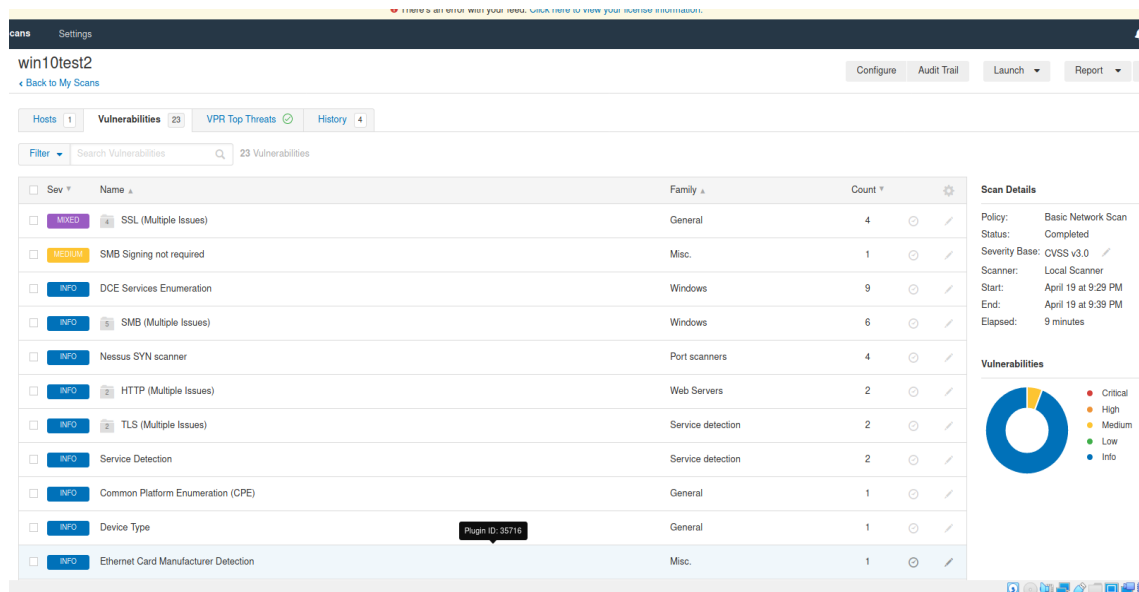 There's an error with your feed. Click here to view your license information.
cans Settings
win10test2
‹ Back to My Scans
Configure Audit Trail Launch Report
Hosts 1 Vulnerabilities 23 VPR Top Threats History 4
Filter Search Vulnerabilities 23 Vulnerabilities
Sev Name Family Count
MIXED 4 SSL (Multiple Issues) General 4
MEDIUM SMB Signing not required Misc. 1
INFO DCE Services Enumeration Windows 9
INFO 5 SMB (Multiple Issues) Windows 6
INFO Nessus SYN scanner Port scanners 4
INFO 2 HTTP (Multiple Issues) Web Servers 2
INFO 2 TLS (Multiple Issues) Service detection 2
INFO Service Detection Service detection 2
INFO Common Platform Enumeration (CPE) General 1
INFO Device Type General 1
Plugin ID: 35716
INFO Ethernet Card Manufacturer Detection Misc. 1
Scan Details
Policy: Basic Network Scan
Status: Completed
Severity Base: CVSS v3.0
Scanner: Local Scanner
Start: April 19 at 9:29 PM
End: April 19 at 9:39 PM
Elapsed: 9 minutes
Vulnerabilities
Critical
High
Medium
Low
Info